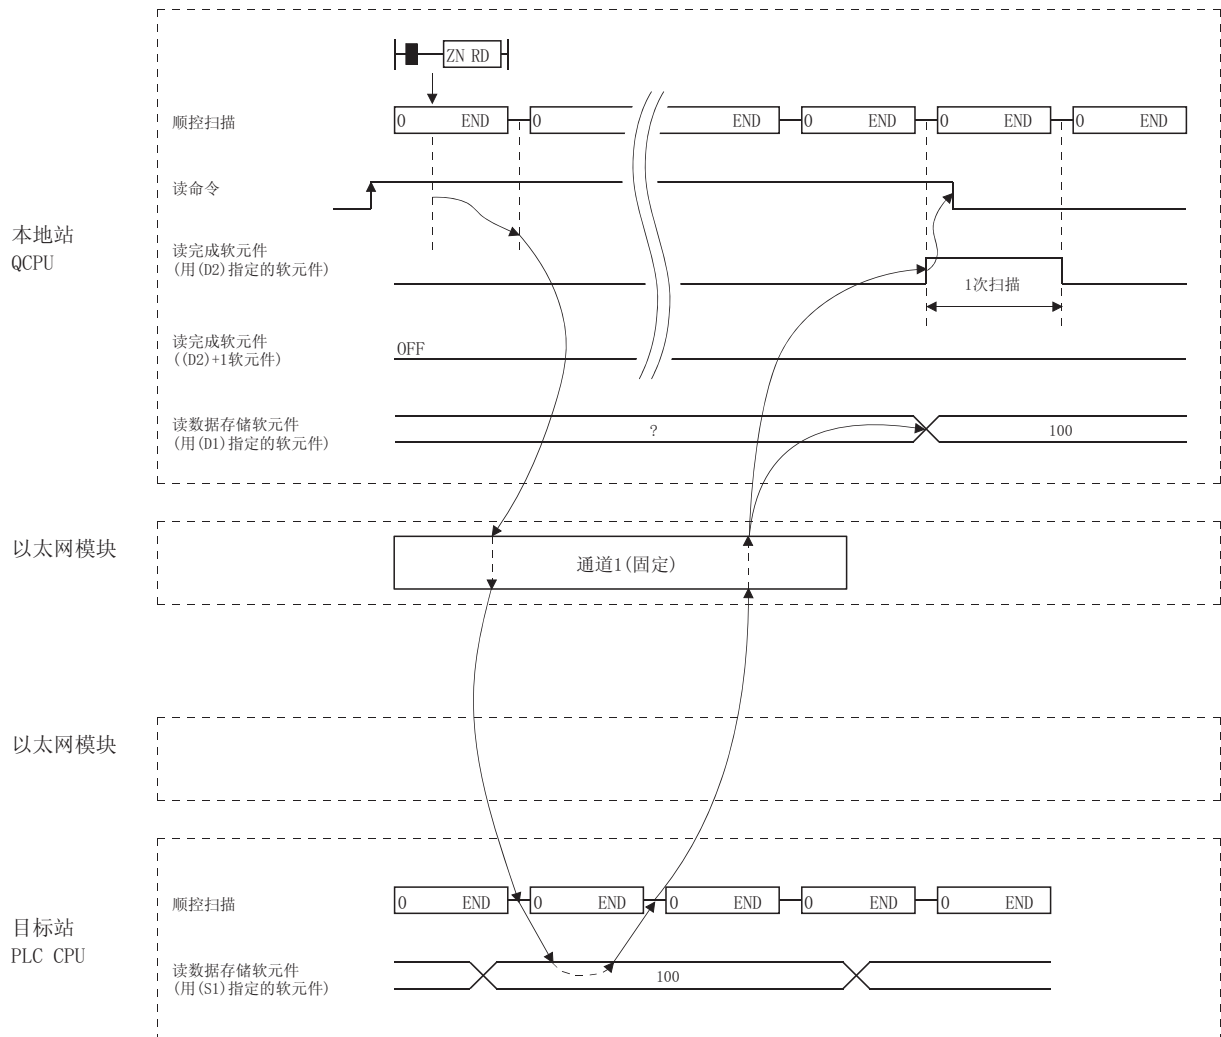 ZN RD
顺控扫描
0 END 0 END 0 END 0 END 0 END
读命令
本地站
QCPU
读完成软元件
(用(D2)指定的软元件)
1次扫描
读完成软元件
((D2)+1软元件)
OFF
读数据存储软元件
(用(D1)指定的软元件)
? 100
以太网模块
通道1(固定)
以太网模块
顺控扫描
0 END 0 END 0 END 0 END 0 END
目标站
PLC CPU
读数据存储软元件
(用(S1)指定的软元件)
100